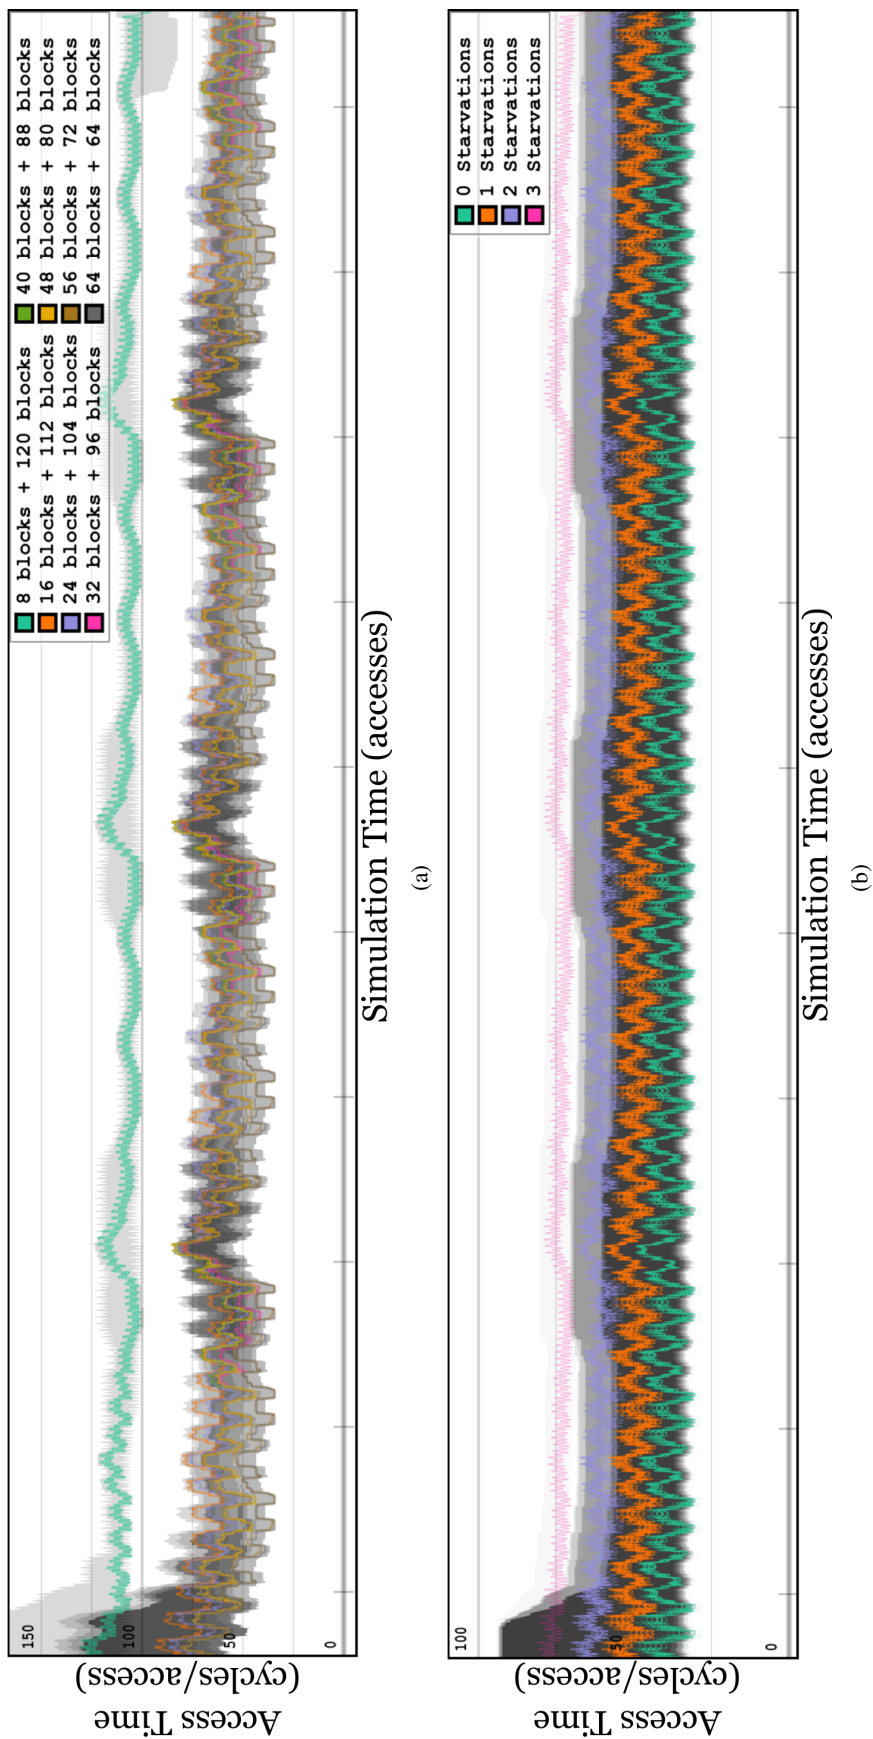 8 blocks + 120 blocks
16 blocks + 112 blocks
24 blocks + 104 blocks
32 blocks + 96 blocks
40 blocks + 88 blocks
48 blocks + 80 blocks
56 blocks + 72 blocks
64 blocks + 64 blocks
150
100
50
0
Access Time
(cycles/access)
Simulation Time (accesses)
(a)
0 Starvations
1 Starvations
2 Starvations
3 Starvations
100
50
0
Access Time
(cycles/access)
Simulation Time (accesses)
(b)